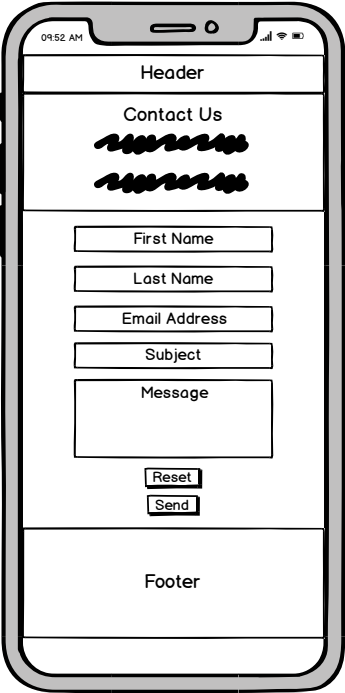 09:52 AM
Header
Contact Us
First Name
Last Name
Email Address
Subject
Message
Reset
Send
Footer